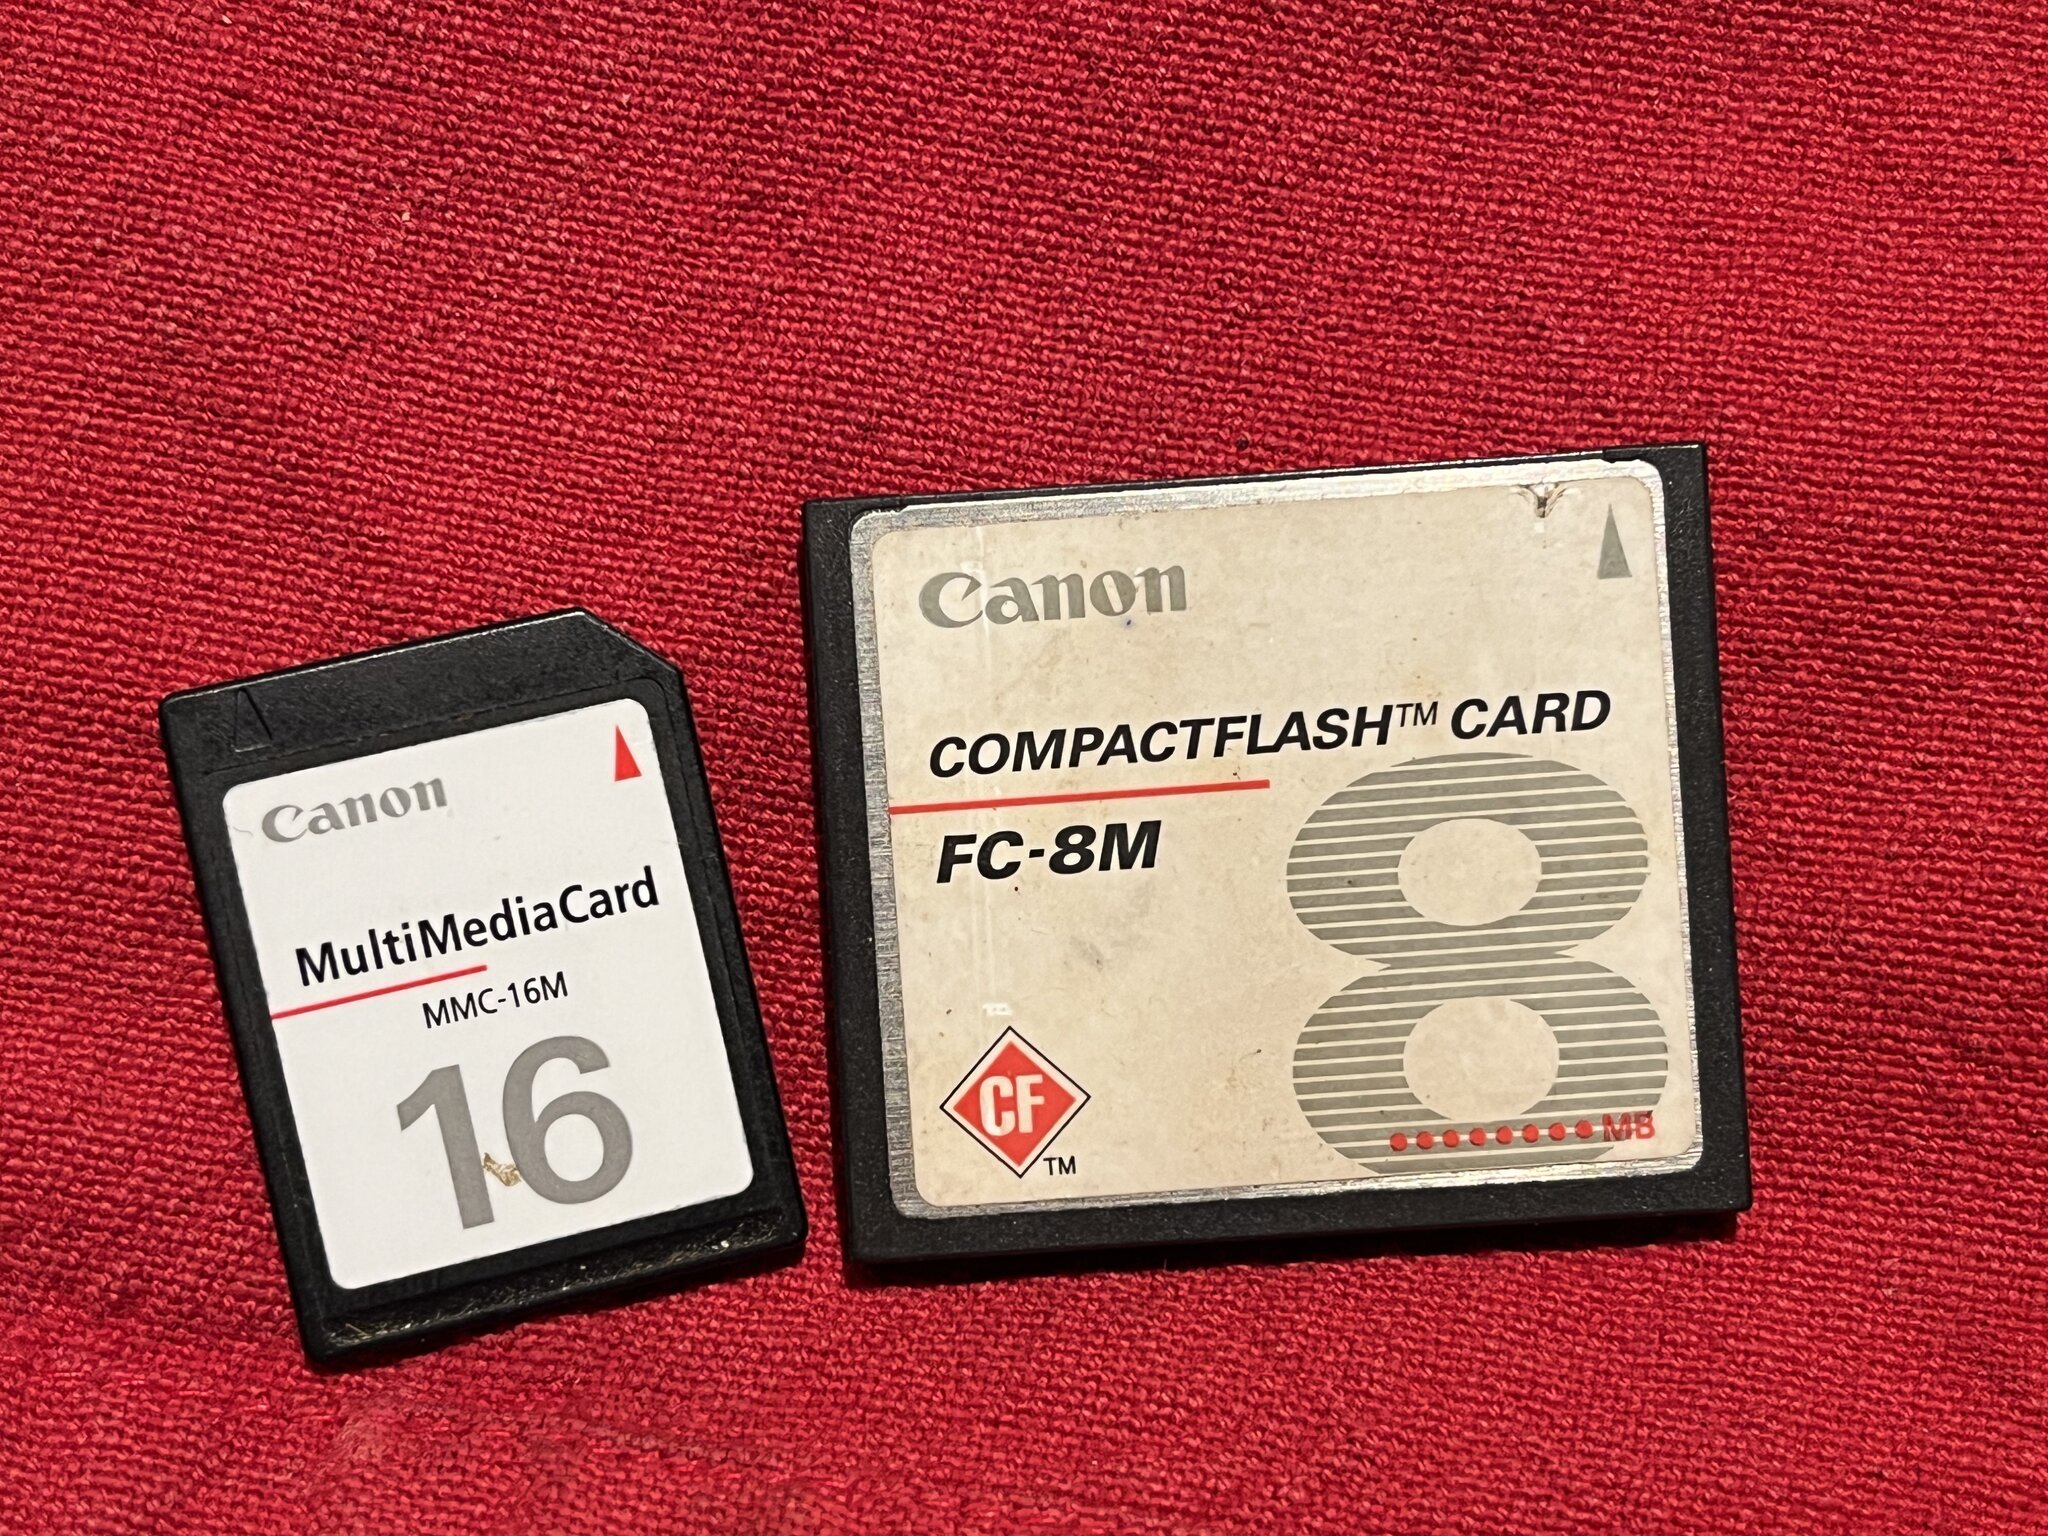 Canon
MultiMediaCard
MMC-16M
16
Canon
COMPACTFLASH™ CARD
FC-8M
8
CF
TM
MB